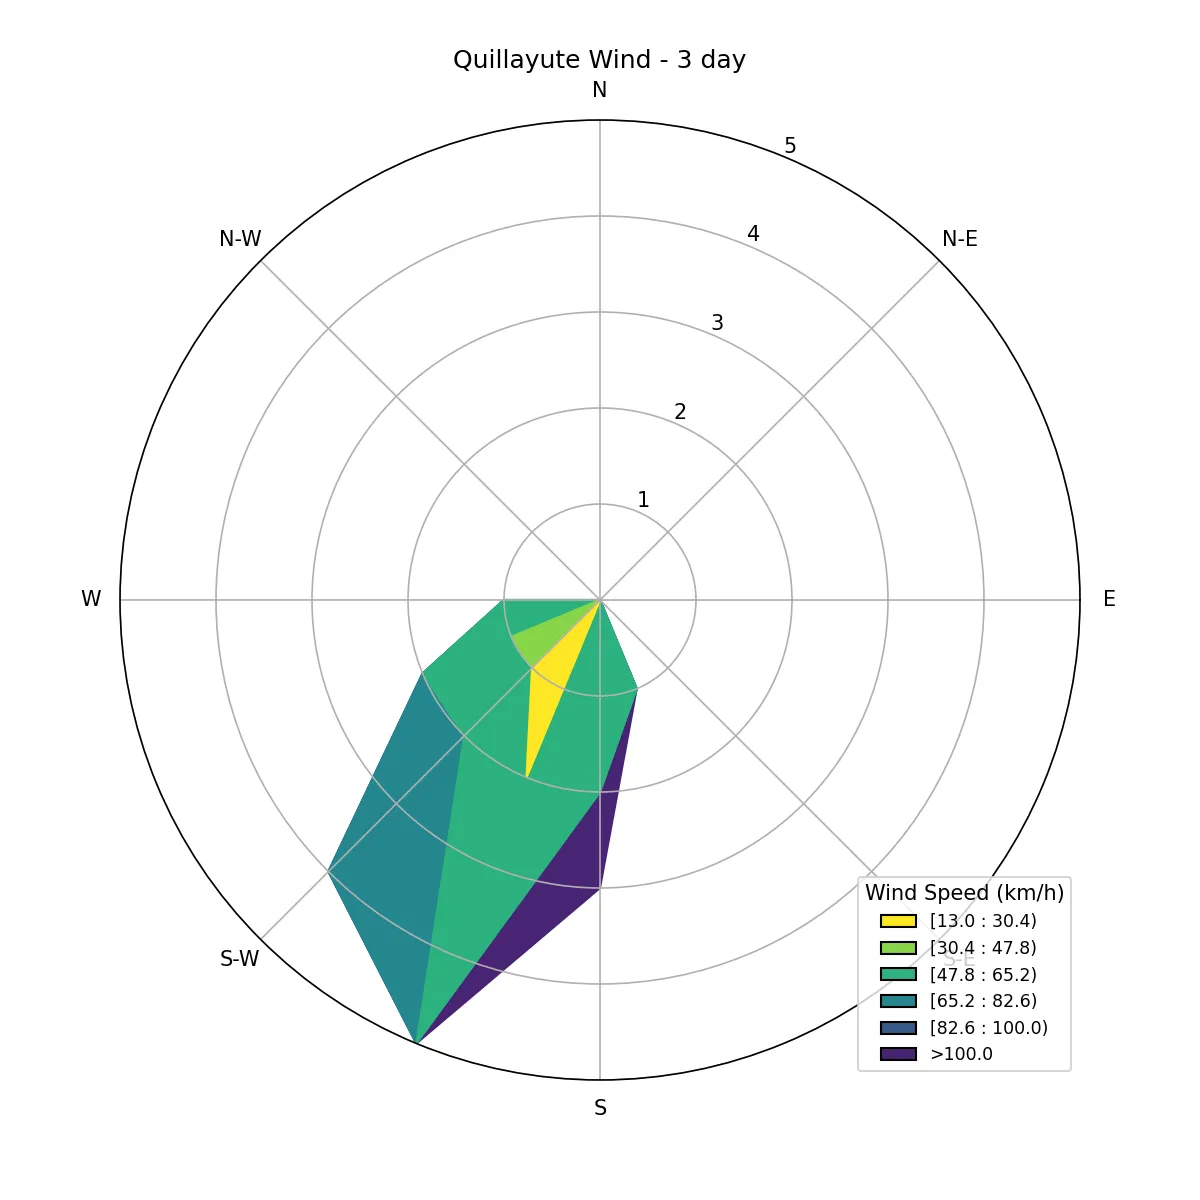 Quillayute Wind - 3 day
N
5
N-W
4
N-E
3
2
1
W
E
Wind Speed (km/h)
[13.0 : 30.4)
[30.4 : 47.8)
S-W
S-E
[47.8 : 65.2)
[65.2 : 82.6)
[82.6 : 100.0)
>100.0
S